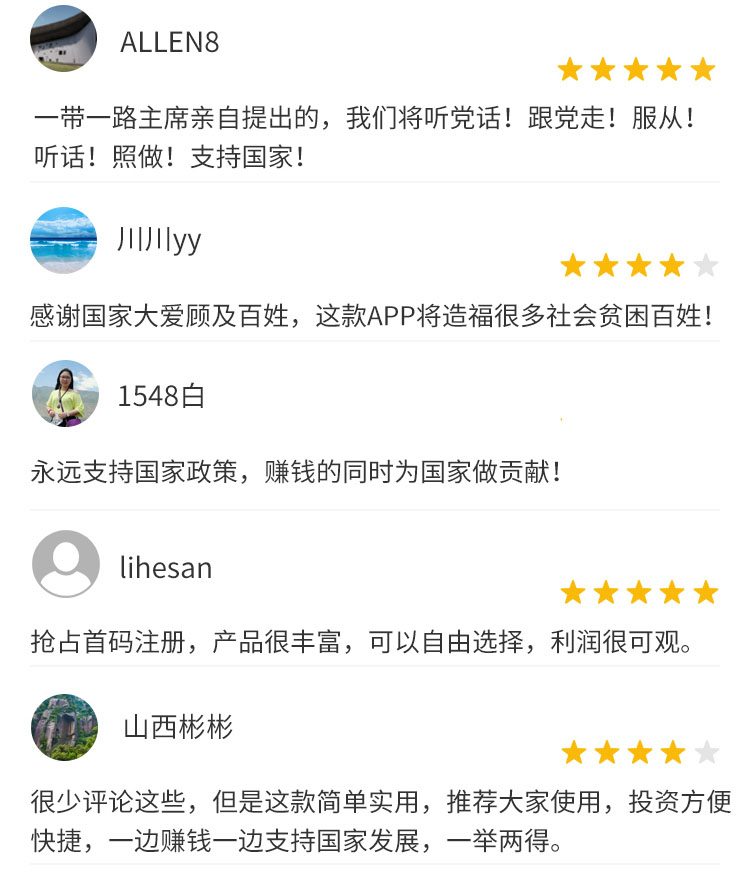 ALLEN8
一带一路主席亲自提出的，我们将听党话！跟党走！服从！
听话！照做！支持国家！
川川yy
感谢国家大爱顾及百姓，这款APP将造福很多社会贫困百姓！
1548白
永远支持国家政策，赚钱的同时为国家做贡献！
lihesan
抢占首码注册，产品很丰富，可以自由选择，利润很可观。
山西彬彬
很少评论这些，但是这款简单实用，推荐大家使用，投资方便
快捷，一边赚钱一边支持国家发展，一举两得。